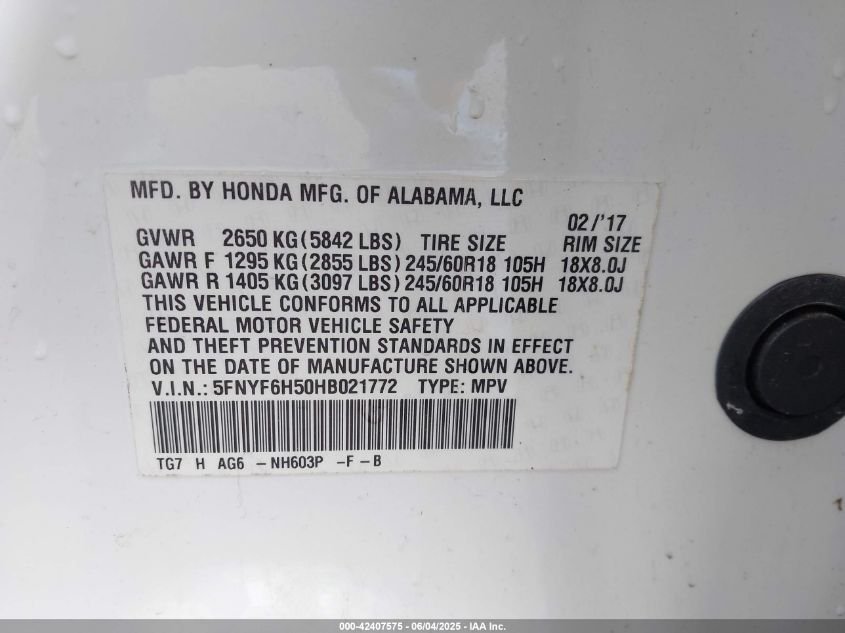 MFD. BY HONDA MFG. OF ALABAMA, LLC
02/'17
GVWR 2650 KG (5842 LBS) TIRE SIZE RIM SIZE
GAWR F 1295 KG (2855 LBS) 245/60R18 105H 18X8.0J
GAWR R 1405 KG (3097 LBS) 245/60R18 105H 18X8.0J
THIS VEHICLE CONFORMS TO ALL APPLICABLE
FEDERAL MOTOR VEHICLE SAFETY
AND THEFT PREVENTION STANDARDS IN EFFECT
ON THE DATE OF MANUFACTURE SHOWN ABOVE.
V.I.N.: 5FNYF6H50HB021772 TYPE: MPV
TG7 H AG6 -NH603P -F-B
000-42407575 - 06/04/2025 - IAA Inc.